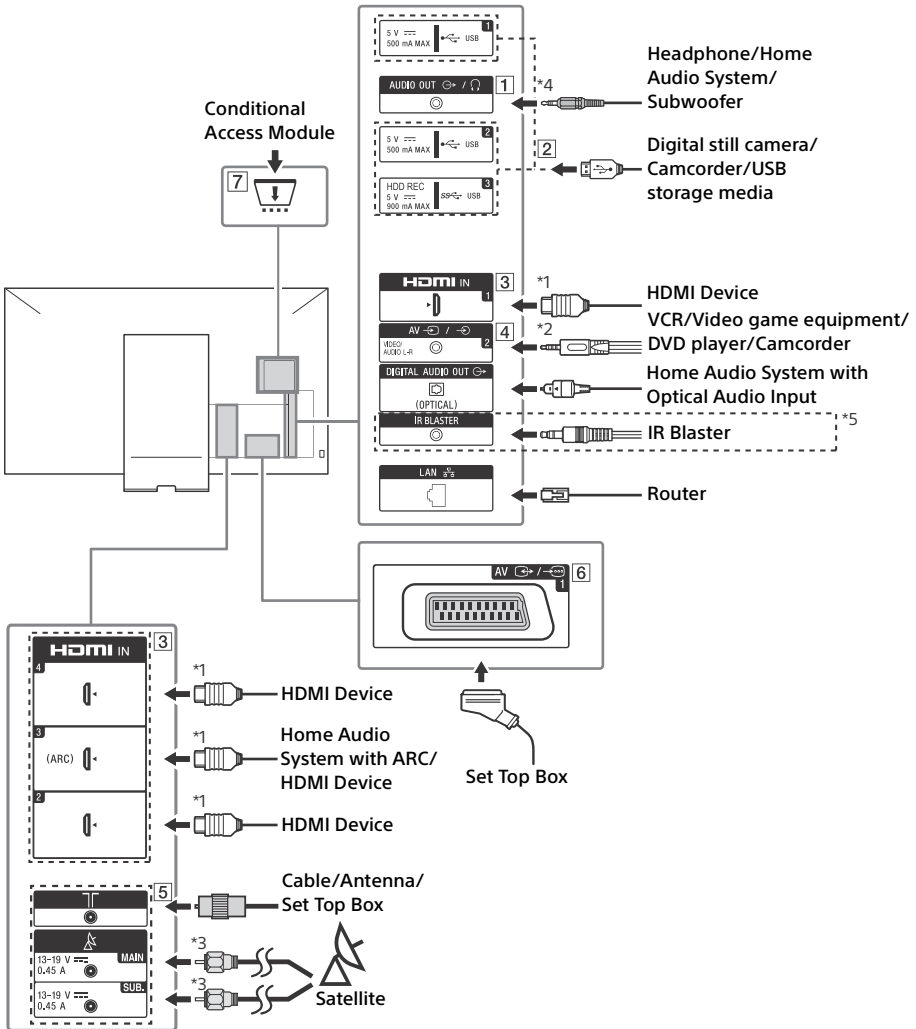 1
5 V
500 mA MAX
USB
AUDIO OUT /
1
*4
Headphone/Home
Audio System/
Subwoofer
Conditional
Access Module
7
2
5 V
500 mA MAX
USB
2
Digital still camera/
Camcorder/USB
storage media
3
HDD REC
5 V
900 mA MAX
SS
USB
HDMI IN
3
1
*1
HDMI Device
AV /
4
VIDEO/
AUDIO L-R
2
*2
VCR/Video game equipment/
DVD player/Camcorder
DIGITAL AUDIO OUT
(OPTICAL)
Home Audio System with
Optical Audio Input
IR BLASTER
IR Blaster
*5
LAN
Router
AV /
1
6
Set Top Box
HDMI IN
3
4
*1
HDMI Device
3
(ARC)
*1
Home Audio
System with ARC/
HDMI Device
2
*1
HDMI Device
5
Cable/Antenna/
Set Top Box
13-19 V
0.45 A
MAIN
*3
13-19 V
0.45 A
SUB.
*3
Satellite